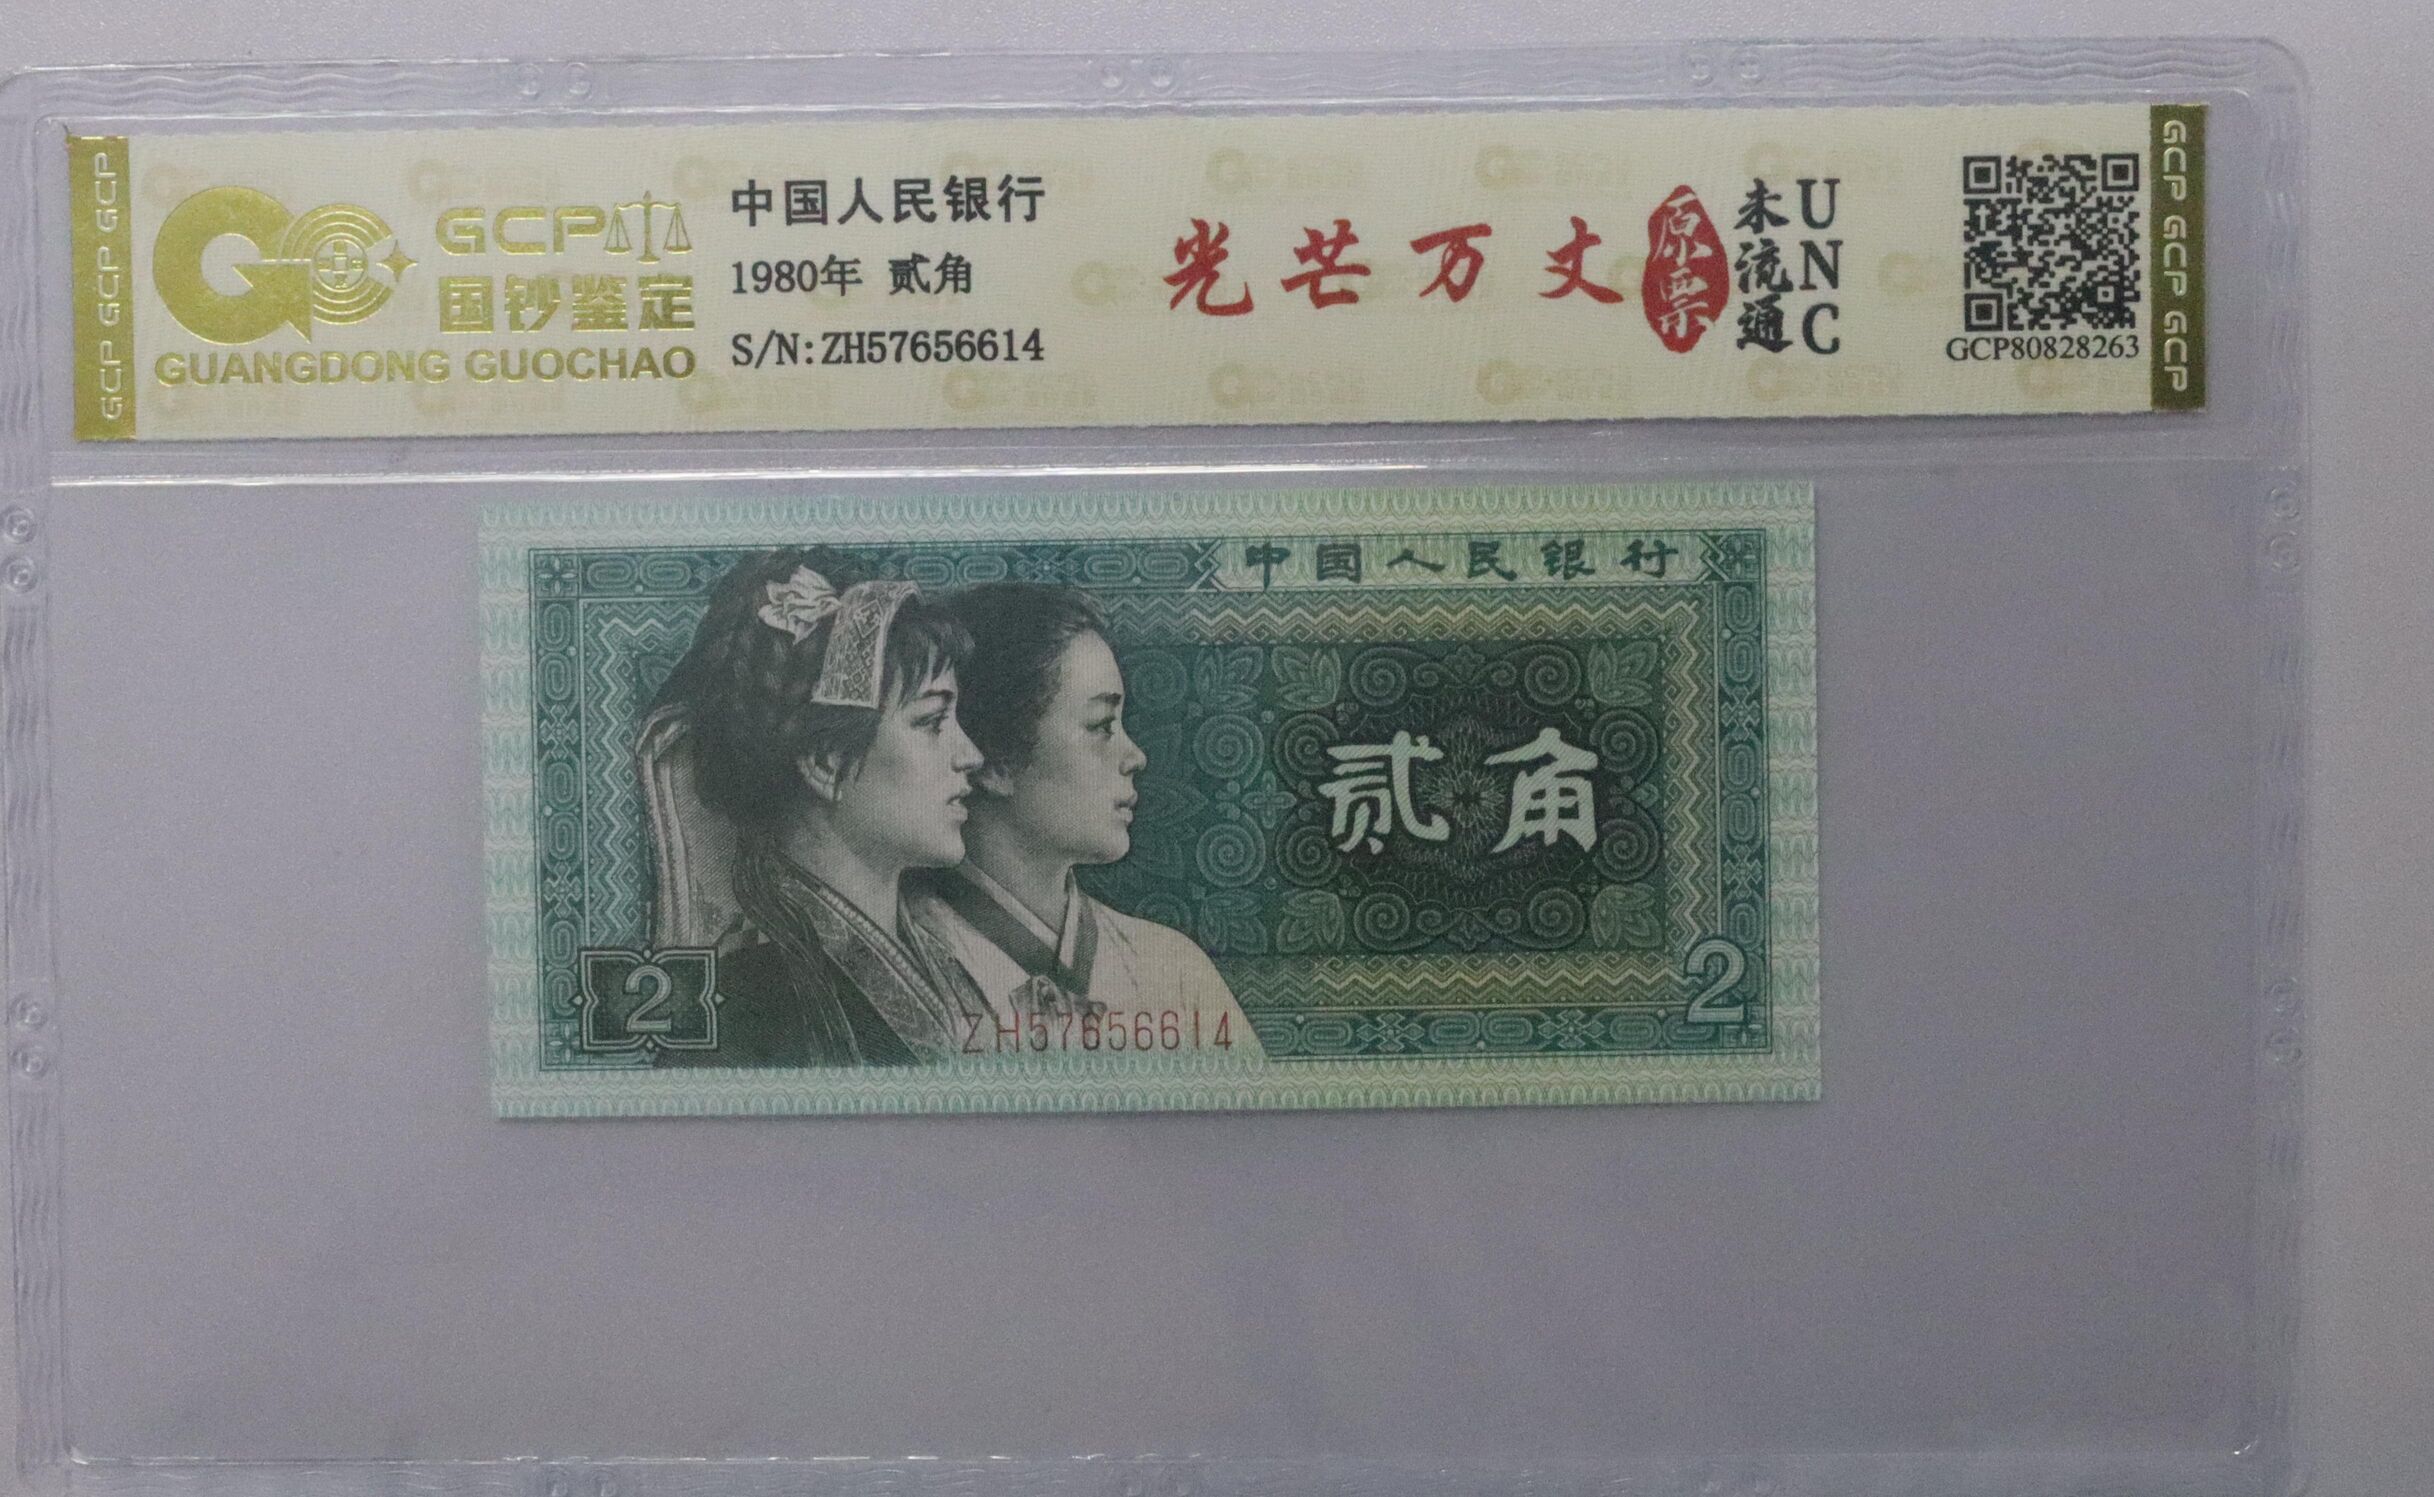 GCP GCP GCP
GCP
国钞鉴定
GUANGDONG GUOCHAO
中国人民银行
1980年 贰角
S/N:ZH57656614
光芒万丈
原票
未流通
UNC
GCP80828263
GCP GCP GCP
中国人民银行
贰角
2
2
ZH57656614